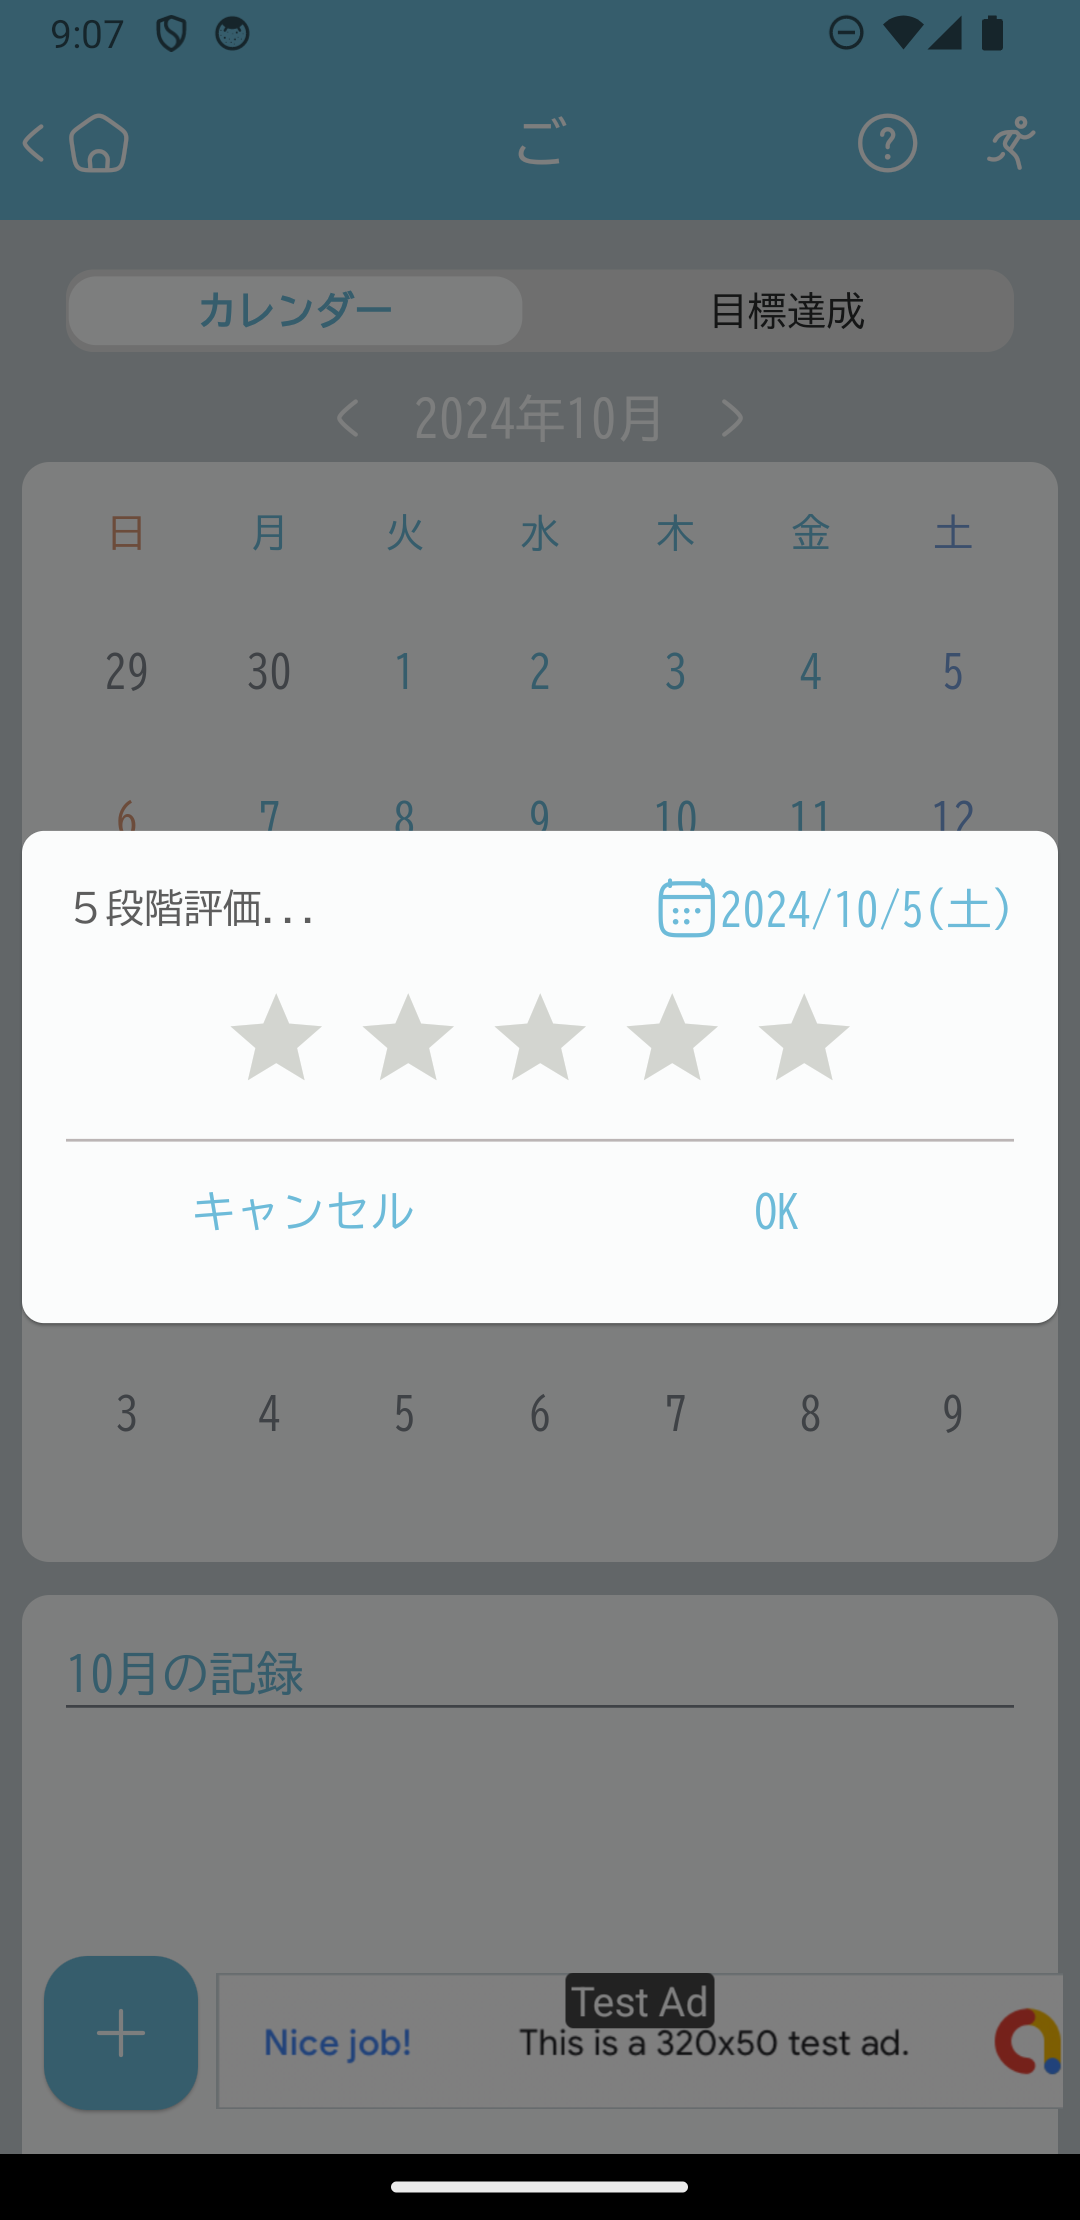 9:07
ご
カレンダー 目標達成
2024年10月
日 月 火 水 木 金 土
29 30 1 2 3 4 5
6 7 8 9 10 11 12
５段階評価... 2024/10/5(土)
キャンセル OK
3 4 5 6 7 8 9
10月の記録
Test Ad
Nice job! This is a 320x50 test ad.